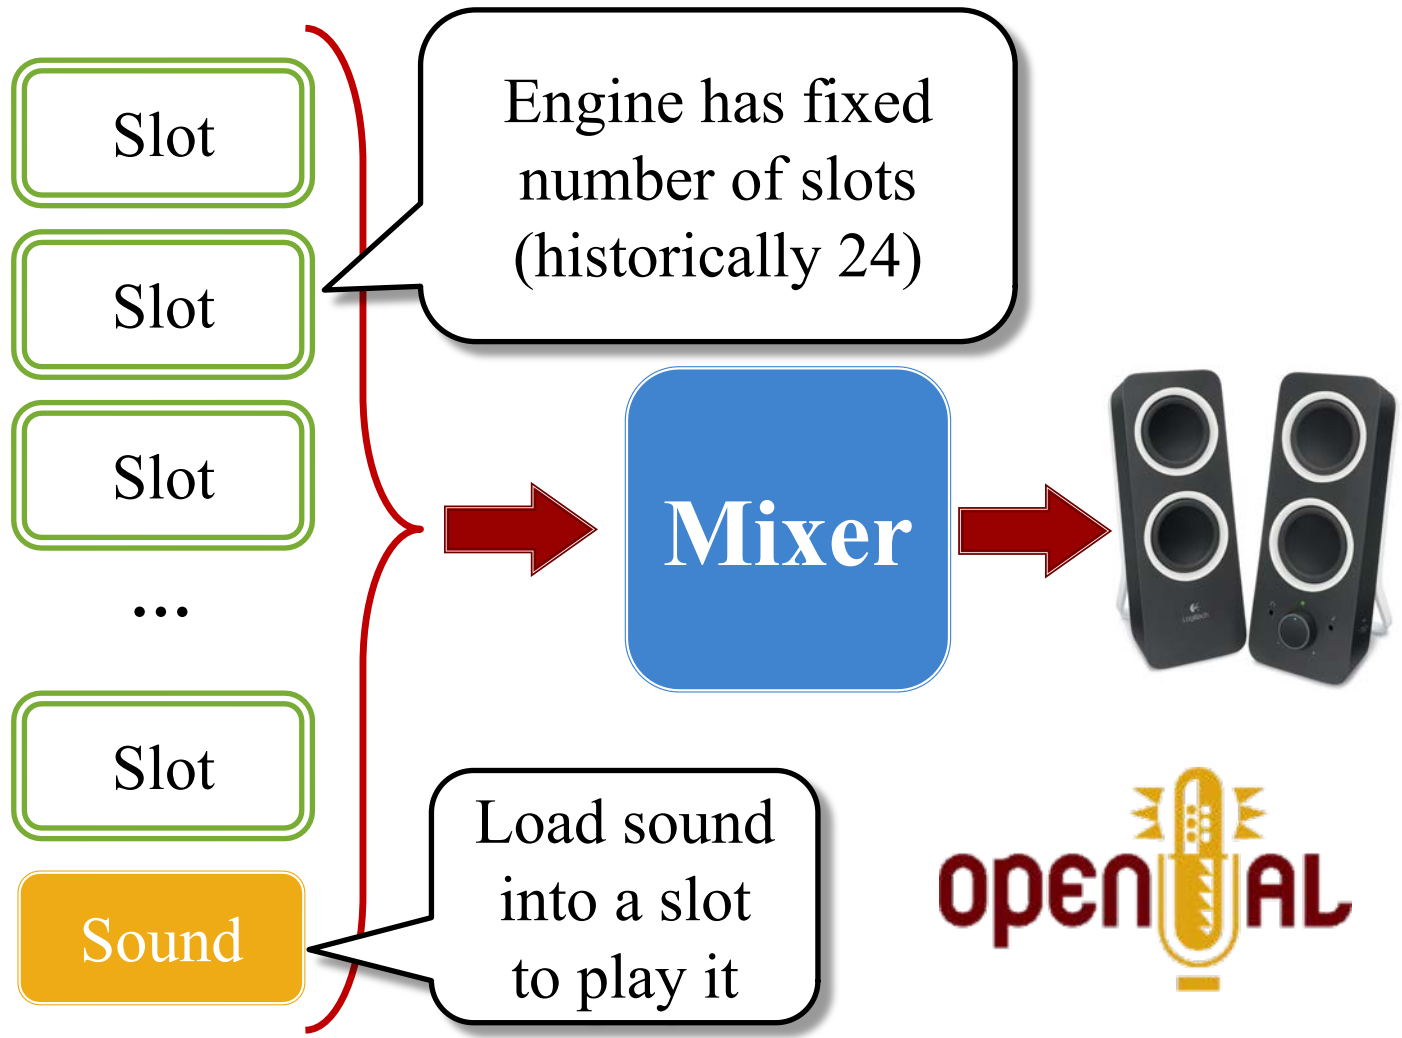 Slot
Engine has fixed
number of slots
(historically 24)
Slot
Slot
Mixer
Logitech
...
Slot
Load sound
into a slot
to play it
Sound
OPENAL